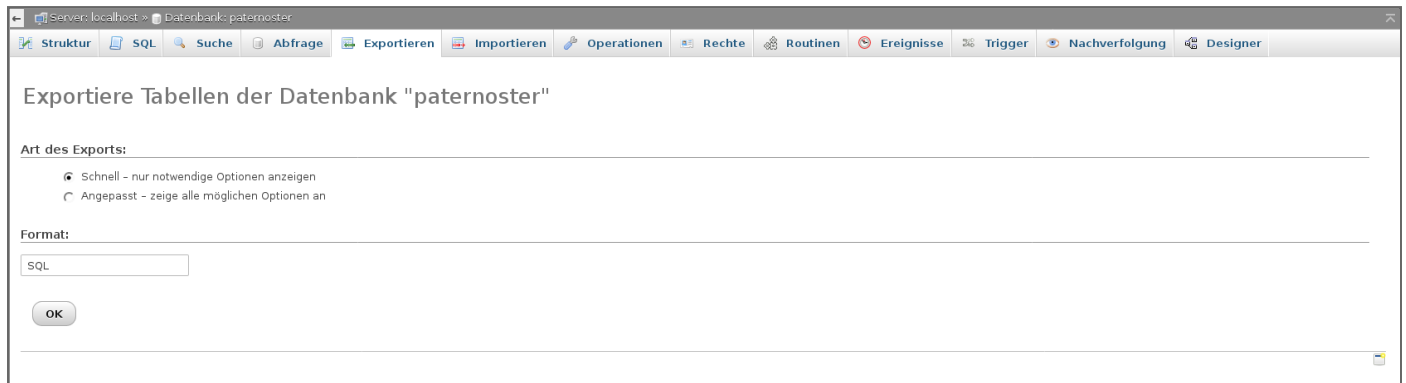 Server: localhost » Datenbank: paternoster
Struktur SQL Suche Abfrage Exportieren Importieren Operationen Rechte Routinen Ereignisse Trigger Nachverfolgung Designer
Exportiere Tabellen der Datenbank "paternoster"
Art des Exports:
Schnell – nur notwendige Optionen anzeigen
Angepasst – zeige alle möglichen Optionen an
Format:
SQL
OK